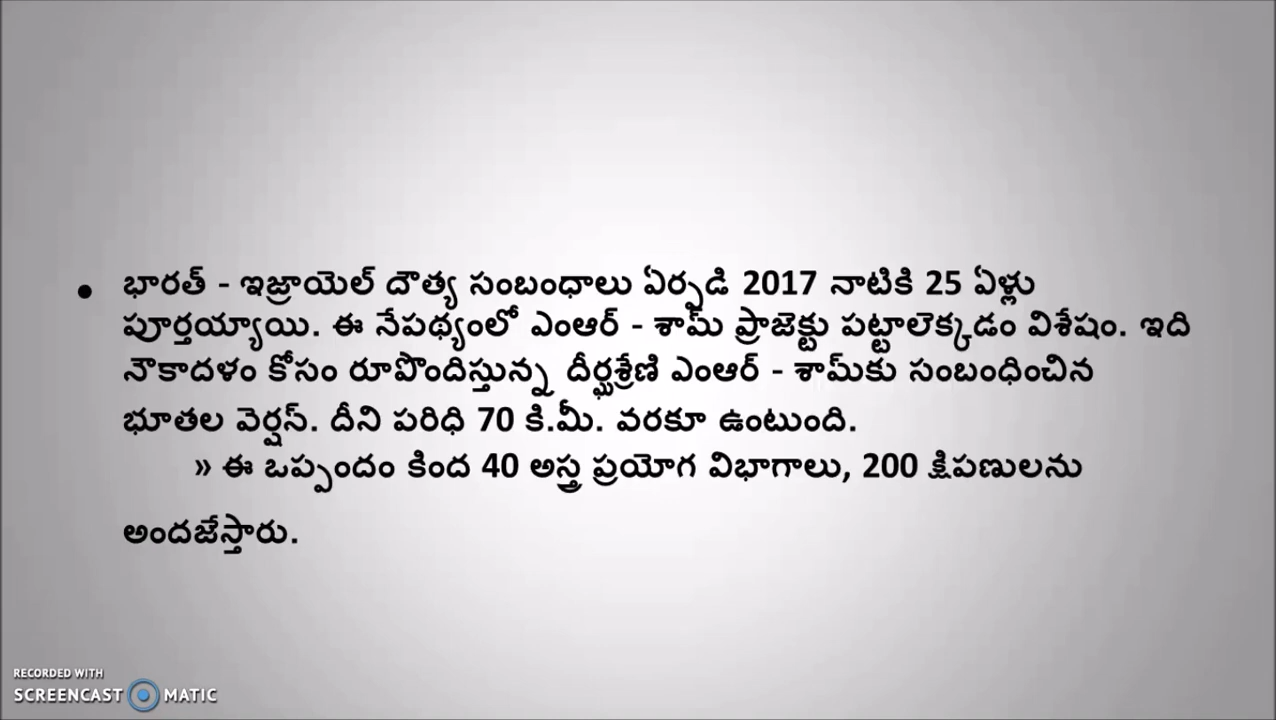 • భారత్ - ఇజ్రాయెల్ దౌత్య సంబంధాలు ఏర్పడి 2017 నాటికి 25 ఏళ్లు
పూర్తయ్యాయి. ఈ నేపథ్యంలో ఎంఆర్ - శామ్ ప్రాజెక్టు పట్టాలెక్కడం విశేషం. ఇది
నౌకాదళం కోసం రూపొందిస్తున్న దీర్ఘశ్రేణి ఎంఆర్ - శామ్‌కు సంబంధించిన
భూతల వెర్షన్. దీని పరిధి 70 కి.మీ. వరకూ ఉంటుంది.
» ఈ ఒప్పందం కింద 40 అస్త్ర ప్రయోగ విభాగాలు, 200 క్షిపణులను
అందజేస్తారు.
RECORDED WITH
SCREENCAST MATIC